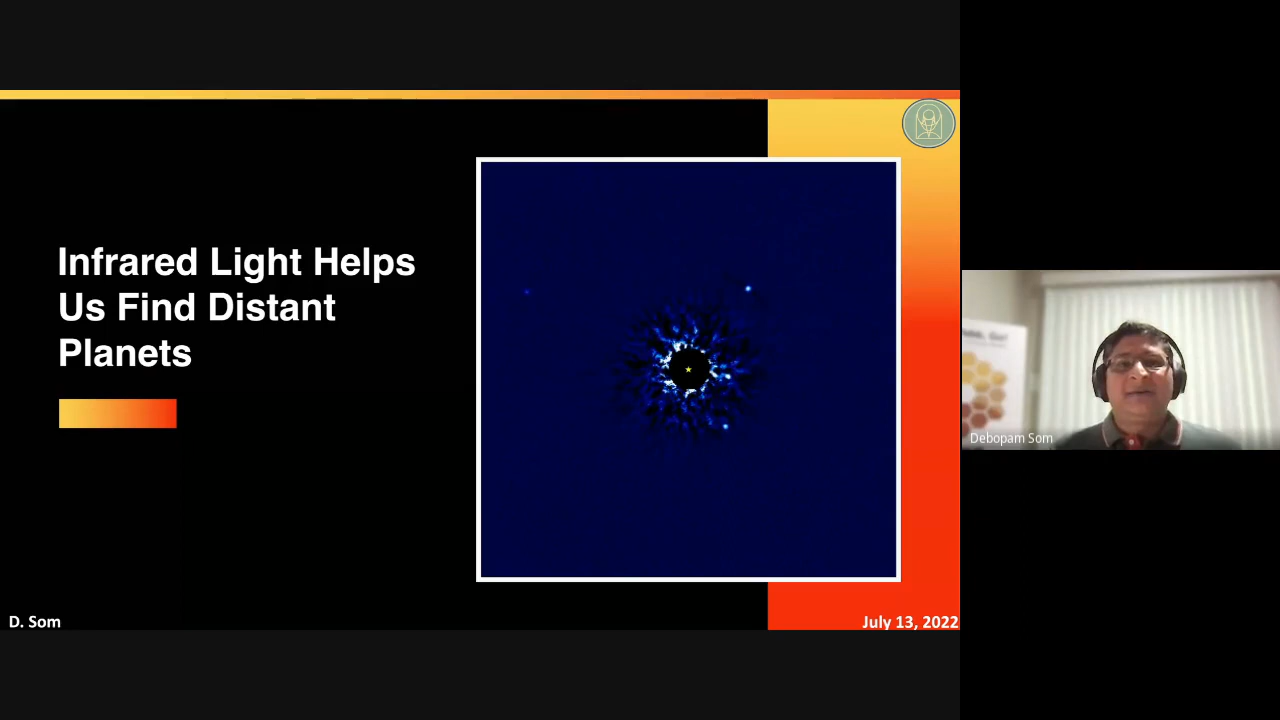 Infrared Light Helps
Us Find Distant
Planets
D. Som
July 13, 2022
Debopam Som